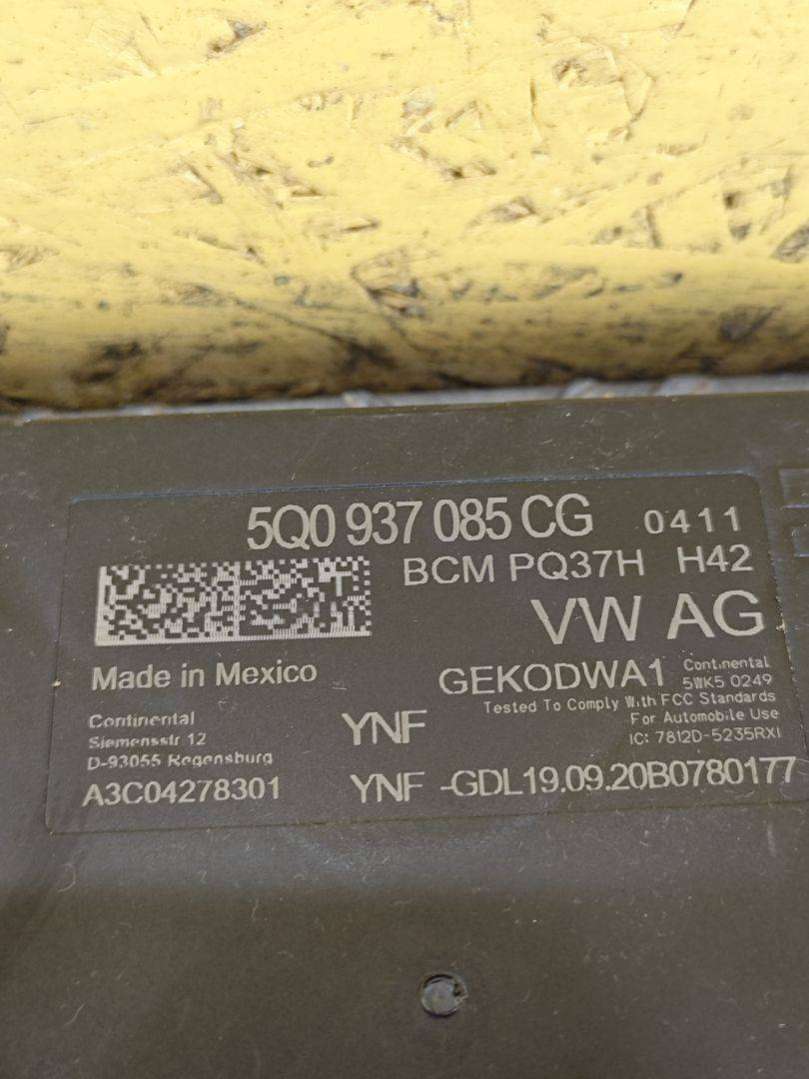 5Q0 937 085 CG 0411
BCM PQ37H H42
VW AG
Made in Mexico
GEKODWA1
Continental
5WK5 0249
Tested To Comply With FCC Standards
For Automobile Use
IC: 7812D-5235RXI
Continental
Siemensstr 12
D-93055 Regensburg
YNF
A3C04278301
YNF -GDL19.09.20B0780177